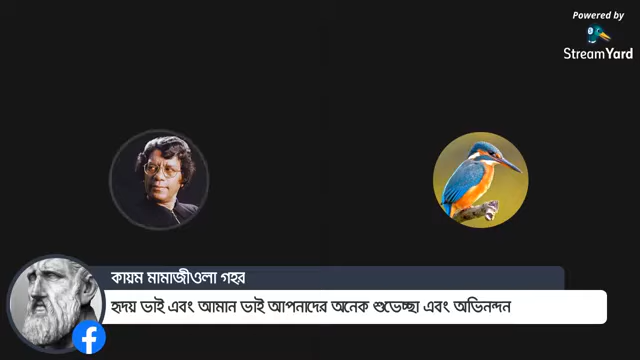 Powered by
StreamYard
কায়ম মামাজীওলা গহর
হৃদয় ভাই এবং আমান ভাই আপনাদের অনেক শুভেচ্ছা এবং অভিনন্দন